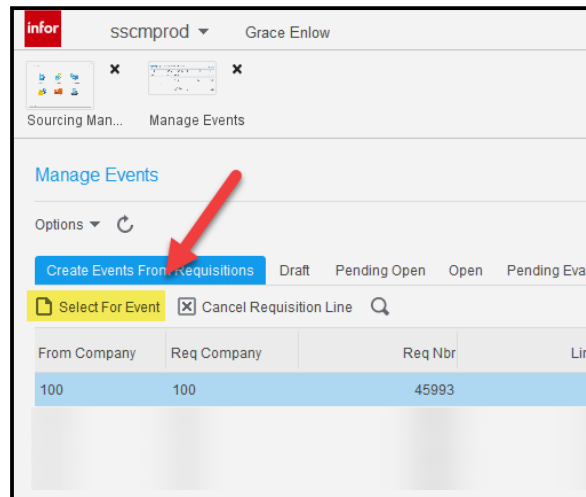 infor sscmprod Grace Enlow
Sourcing Man... Manage Events
Manage Events
Options
Create Events From Requisitions Draft Pending Open Open Pending Eva
Select For Event Cancel Requisition Line
From Company Req Company Req Nbr Lin
100 100 45993